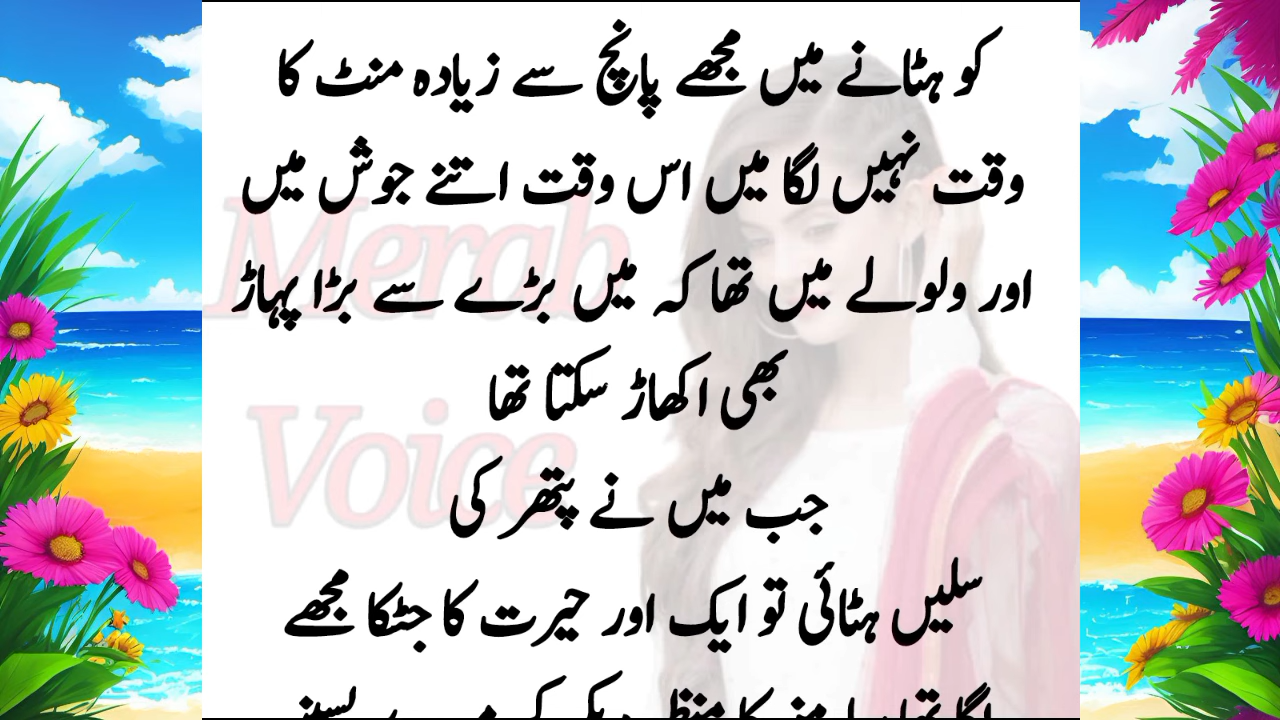 کو ہٹانے میں مجھے پانچ سے زیادہ منٹ کا
وقت نہیں لگا میں اس وقت اتنے جوش میں
اور ولولے میں تھا کہ میں بڑے سے بڑا پہاڑ
بھی اکھاڑ سکتا تھا
جب میں نے پتھر کی
سلیں ہٹائی تو ایک اور حیرت کا جٹکا مجھے
Merab
Voice